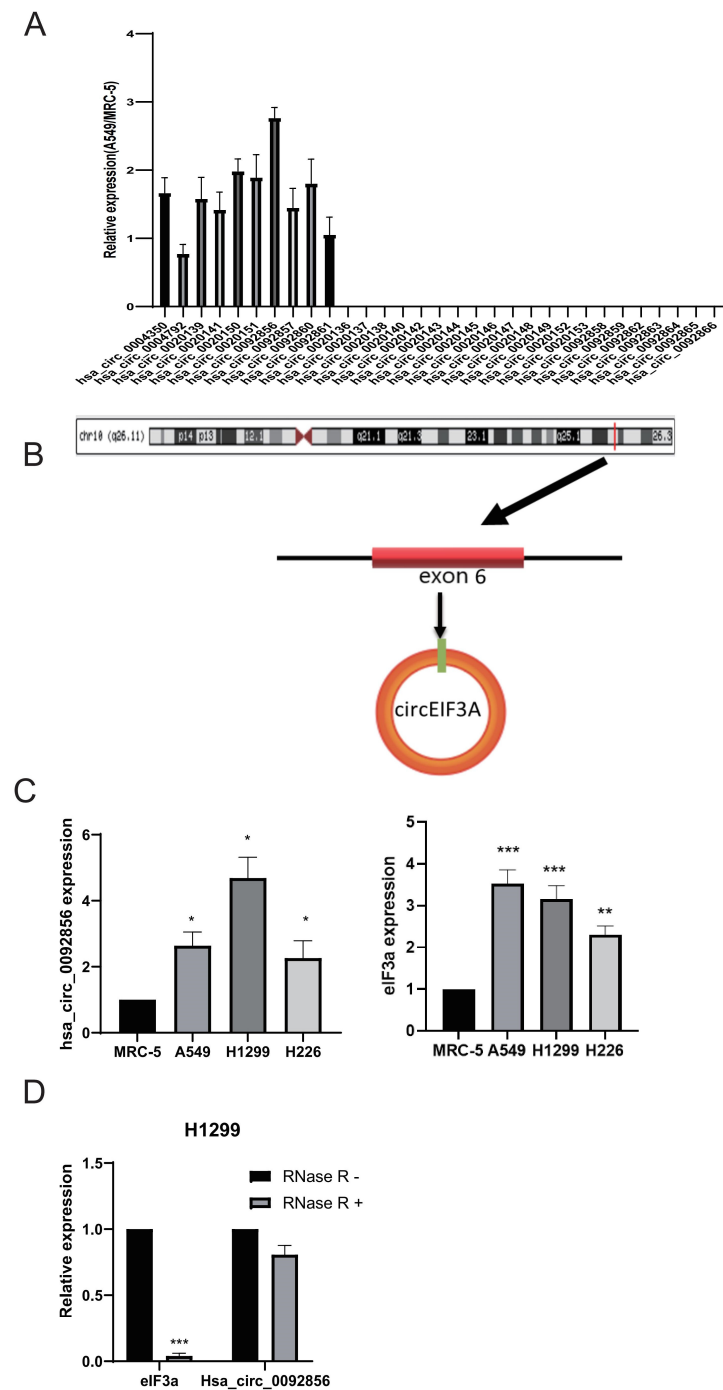 A
Relative expression(A549/MRC-5)
4
3
2
1
0
hsa_circ_0004350
hsa_circ_0004792
hsa_circ_0020139
hsa_circ_0020141
hsa_circ_0020150
hsa_circ_0020151
hsa_circ_0092856
hsa_circ_0092857
hsa_circ_0092860
hsa_circ_0092861
hsa_circ_0020136
hsa_circ_0020137
hsa_circ_0020138
hsa_circ_0020140
hsa_circ_0020142
hsa_circ_0020143
hsa_circ_0020144
hsa_circ_0020145
hsa_circ_0020146
hsa_circ_0020147
hsa_circ_0020148
hsa_circ_0020149
hsa_circ_0020152
hsa_circ_0020153
hsa_circ_0092858
hsa_circ_0092859
hsa_circ_0092862
hsa_circ_0092863
hsa_circ_0092864
hsa_circ_0092865
hsa_circ_0092866
B
chr10 (q26.11) p14 p13 12.1 q21.1 q21.3 23.1 q25.1 26.3
exon 6
circEIF3A
C
hsa_circ_0092856 expression
6
4
2
0
*
*
*
MRC-5 A549 H1299 H226
eIF3a expression
5
4
3
2
1
0
***
***
**
MRC-5 A549 H1299 H226
D
H1299
Relative expression
1.5
1.0
0.5
0.0
RNase R -
RNase R +
***
eIF3a Hsa_circ_0092856